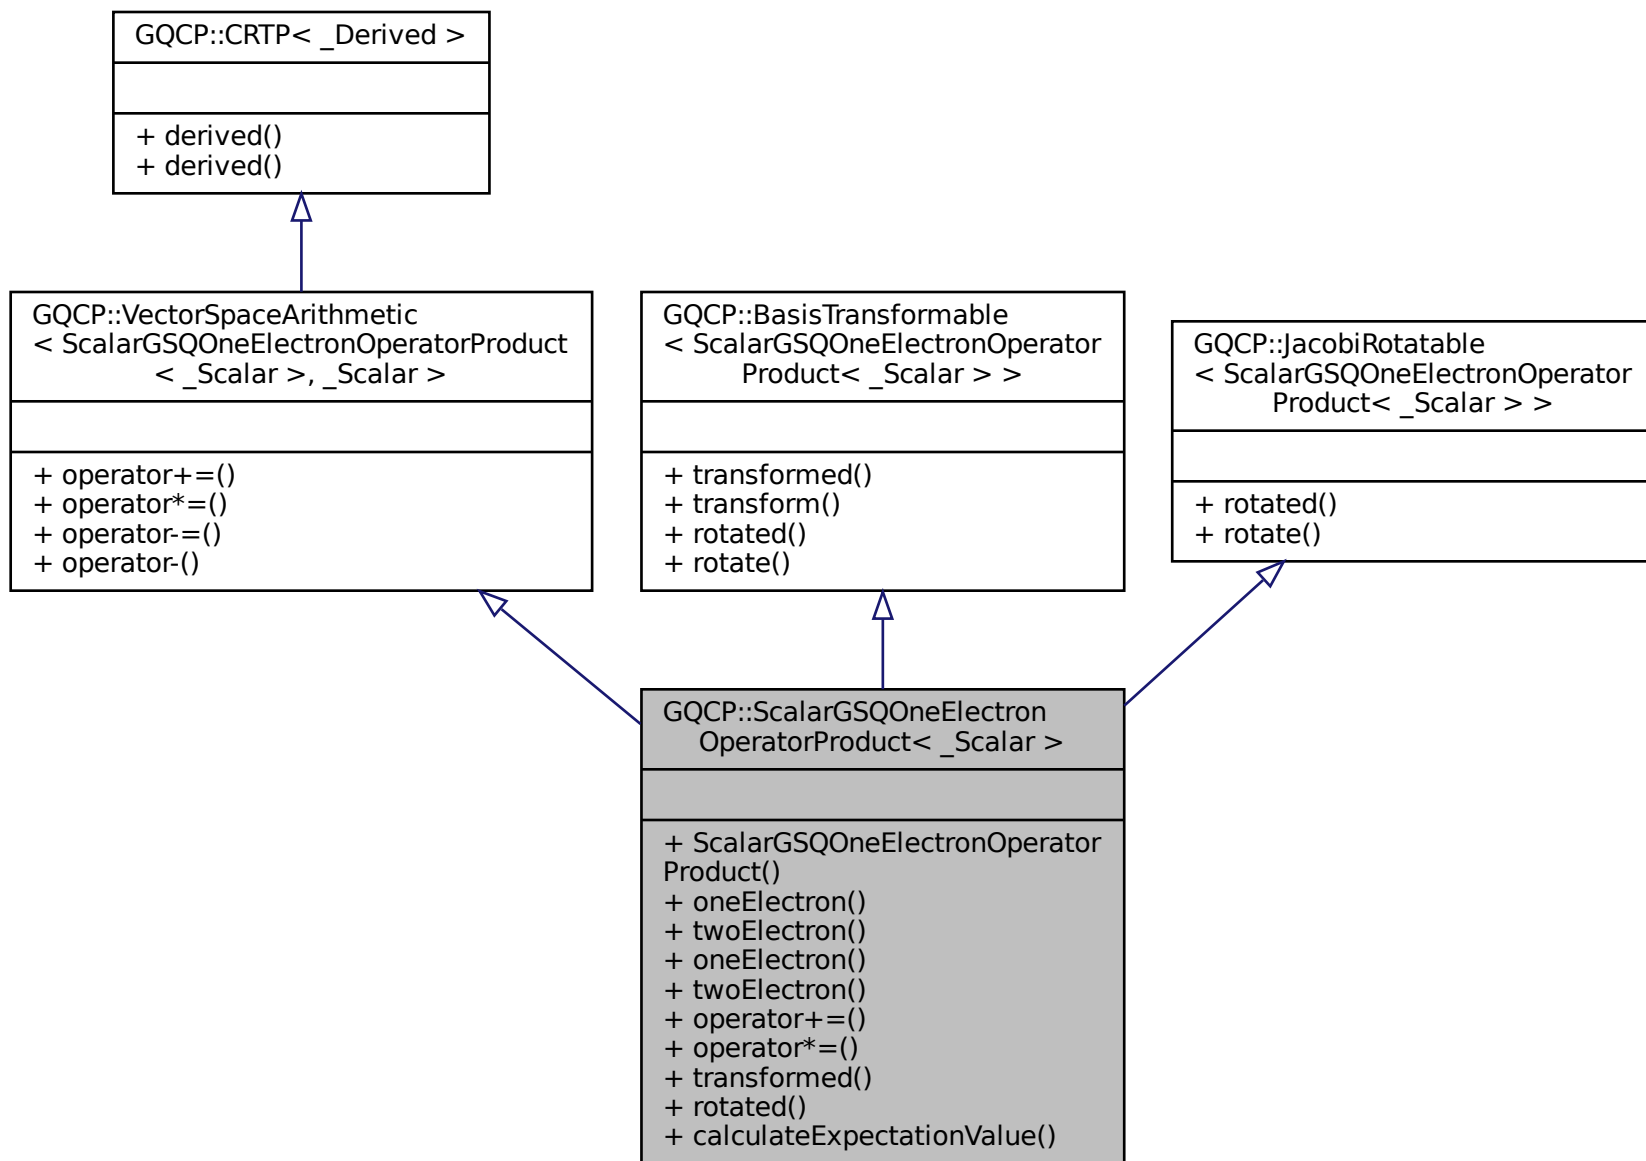 GQCP::CRTP< _Derived >
+ derived()
+ derived()
GQCP::VectorSpaceArithmetic
< ScalarGSQOneElectronOperatorProduct
< _Scalar >, _Scalar >
+ operator+=()
+ operator*=()
+ operator-=()
+ operator-()
GQCP::BasisTransformable
< ScalarGSQOneElectronOperator
Product< _Scalar > >
+ transformed()
+ transform()
+ rotated()
+ rotate()
GQCP::JacobiRotatable
< ScalarGSQOneElectronOperator
Product< _Scalar > >
+ rotated()
+ rotate()
GQCP::ScalarGSQOneElectron
OperatorProduct< _Scalar >
+ ScalarGSQOneElectronOperator
Product()
+ oneElectron()
+ twoElectron()
+ oneElectron()
+ twoElectron()
+ operator+=()
+ operator*=()
+ transformed()
+ rotated()
+ calculateExpectationValue()